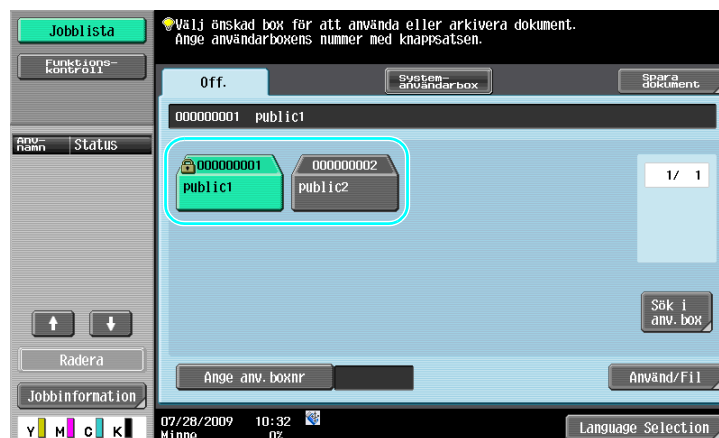 Jobblista
Välj önskad box för att använda eller arkivera dokument.
Ange användarboxens nummer med knappsatsen.
Funktions-
kontroll
Off.
System-
användarbox
Spara
dokument
000000001 public1
Anv-
namn
Status
000000001
public1
000000002
public2
1/ 1
Sök i
anv.box
Radera
Ange anv.boxnr
Använd/Fil
Jobbinformation
Y M C K
07/28/2009 10:32
Minne 0%
Language Selection